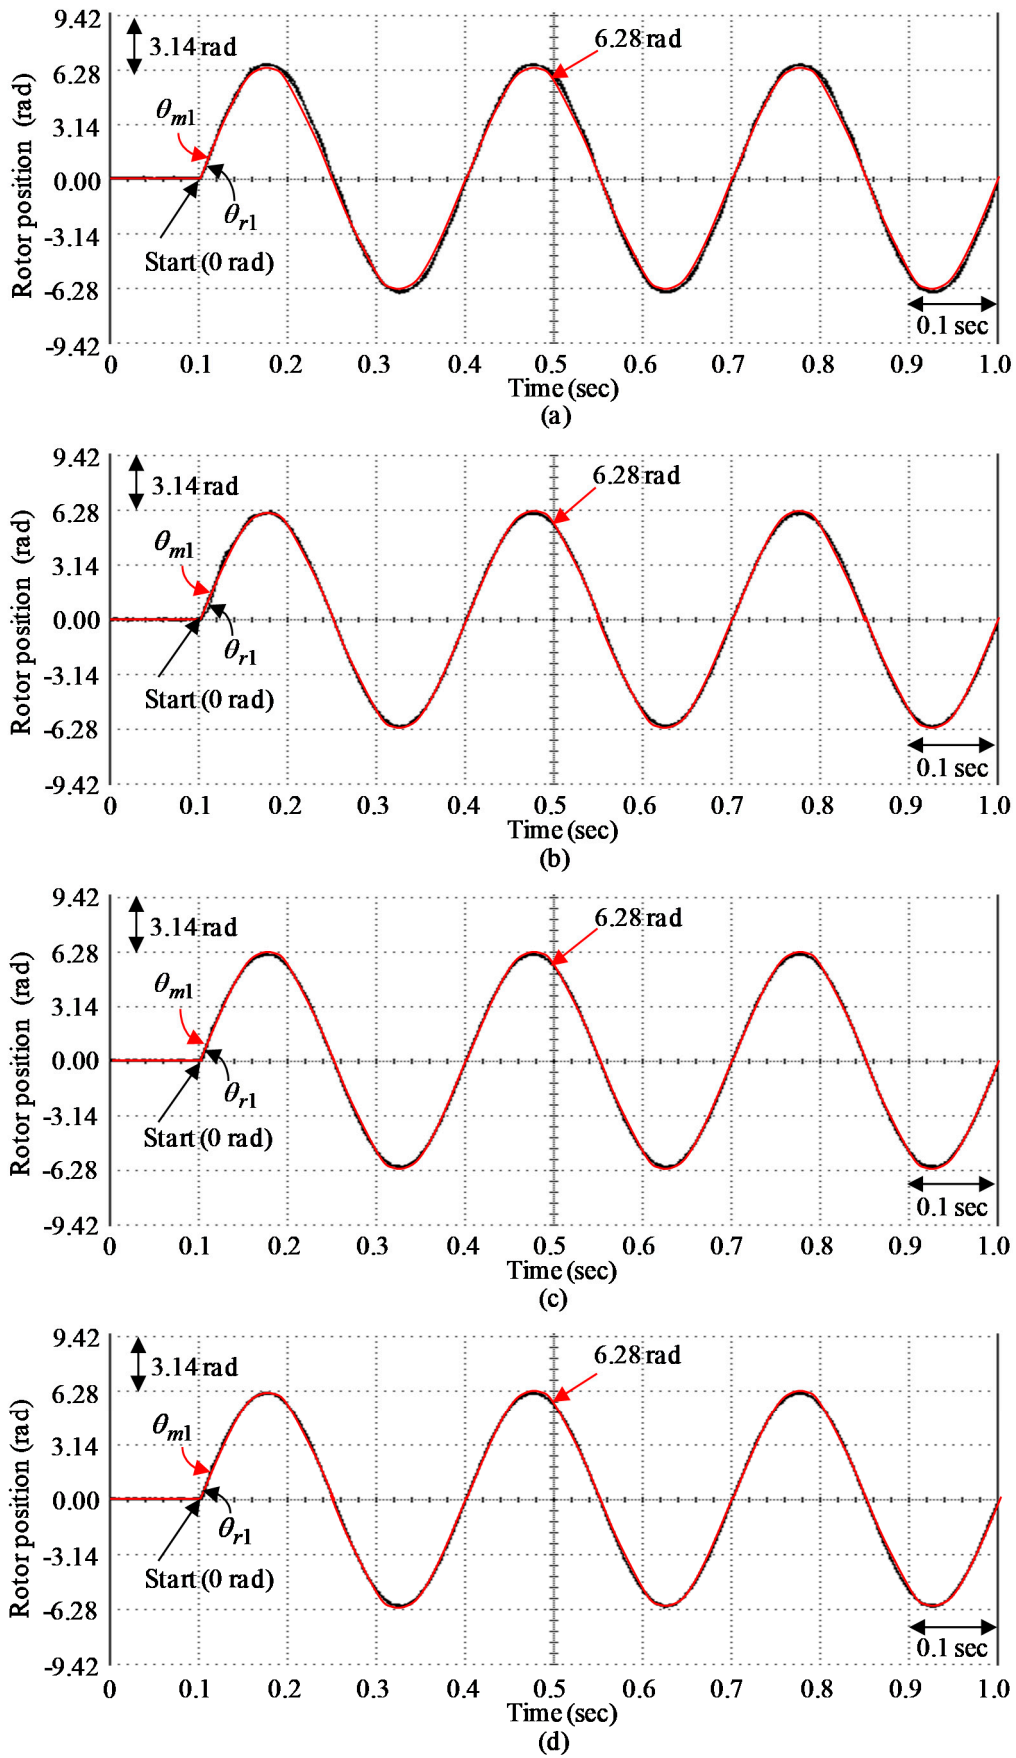 9.42
3.14 rad
6.28 rad
6.28
θm1
3.14
0.00
θr1
-3.14
Start (0 rad)
-6.28
0.1 sec
-9.42
Rotor position (rad)
0 0.1 0.2 0.3 0.4 0.5 0.6 0.7 0.8 0.9 1.0
Time (sec)
(a)
9.42
3.14 rad
6.28 rad
6.28
θm1
3.14
0.00
θr1
-3.14
Start (0 rad)
-6.28
0.1 sec
-9.42
Rotor position (rad)
0 0.1 0.2 0.3 0.4 0.5 0.6 0.7 0.8 0.9 1.0
Time (sec)
(b)
9.42
3.14 rad
6.28 rad
6.28
θm1
3.14
0.00
θr1
-3.14
Start (0 rad)
-6.28
0.1 sec
-9.42
Rotor position (rad)
0 0.1 0.2 0.3 0.4 0.5 0.6 0.7 0.8 0.9 1.0
Time (sec)
(c)
9.42
3.14 rad
6.28 rad
6.28
θm1
3.14
0.00
θr1
-3.14
Start (0 rad)
-6.28
0.1 sec
-9.42
Rotor position (rad)
0 0.1 0.2 0.3 0.4 0.5 0.6 0.7 0.8 0.9 1.0
Time (sec)
(d)